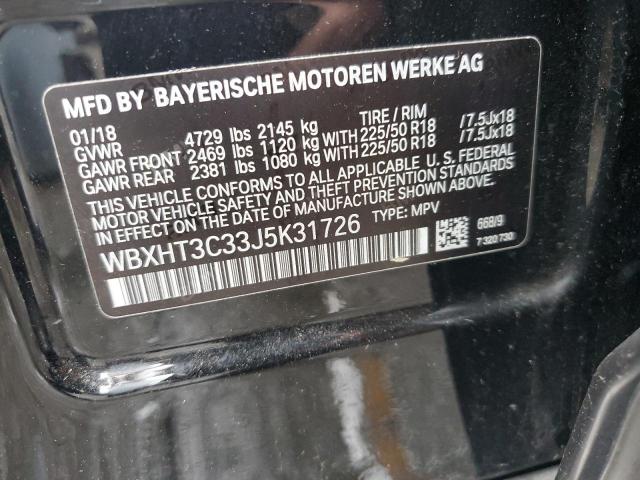 MFD BY BAYERISCHE MOTOREN WERKE AG
01/18 TIRE / RIM
GVWR 4729 lbs 2145 kg
GAWR FRONT 2469 lbs 1120 kg WITH 225/50 R18 /7.5Jx18
GAWR REAR 2381 lbs 1080 kg WITH 225/50 R18 /7.5Jx18
THIS VEHICLE CONFORMS TO ALL APPLICABLE U. S. FEDERAL
MOTOR VEHICLE SAFETY AND THEFT PREVENTION STANDARDS
IN EFFECT ON THE DATE OF MANUFACTURE SHOWN ABOVE.
WBXHT3C33J5K31726 TYPE: MPV
668/9
7 320 730